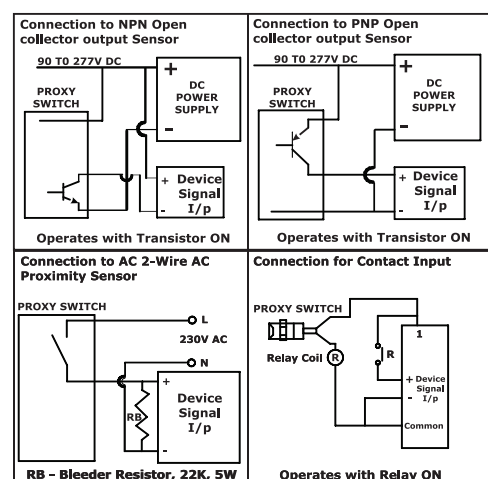 Connection to NPN Open
collector output Sensor
90 T0 277V DC
PROXY
SWITCH
+
DC
POWER
SUPPLY
-
+ Device
Signal
- I/p
Operates with Transistor ON
Connection to PNP Open
collector output Sensor
90 T0 277V DC
PROXY
SWITCH
+
DC
POWER
SUPPLY
-
+ Device
Signal
- I/p
Operates with Transistor ON
Connection to AC 2-Wire AC
Proximity Sensor
PROXY SWITCH
L
230V AC
N
RB
+
Device
Signal
I/p
-
RB - Bleeder Resistor, 22K, 5W
Connection for Contact Input
PROXY SWITCH
1
Relay Coil R
R
+ Device
Signal
- I/p
Common
Operates with Relay ON